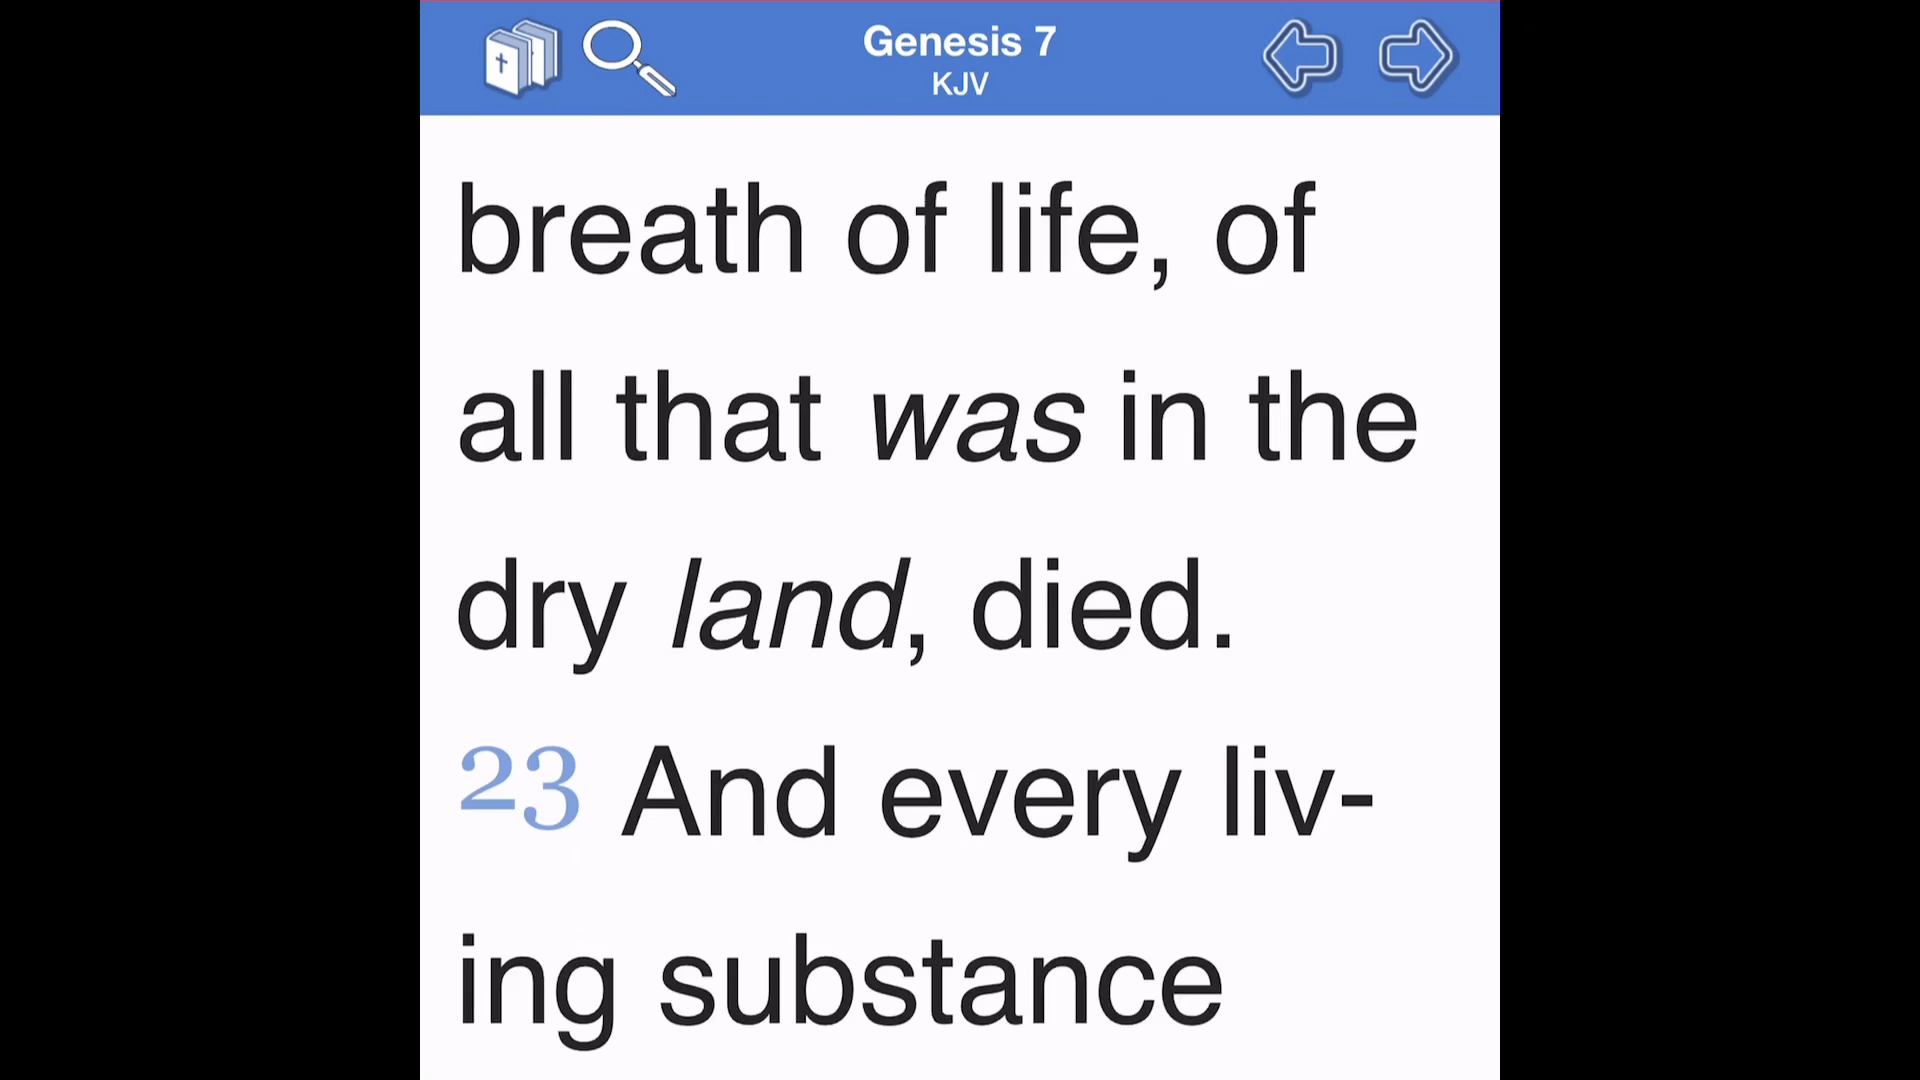 Genesis 7
KJV
breath of life, of
all that was in the
dry land, died.
23 And every liv-
ing substance